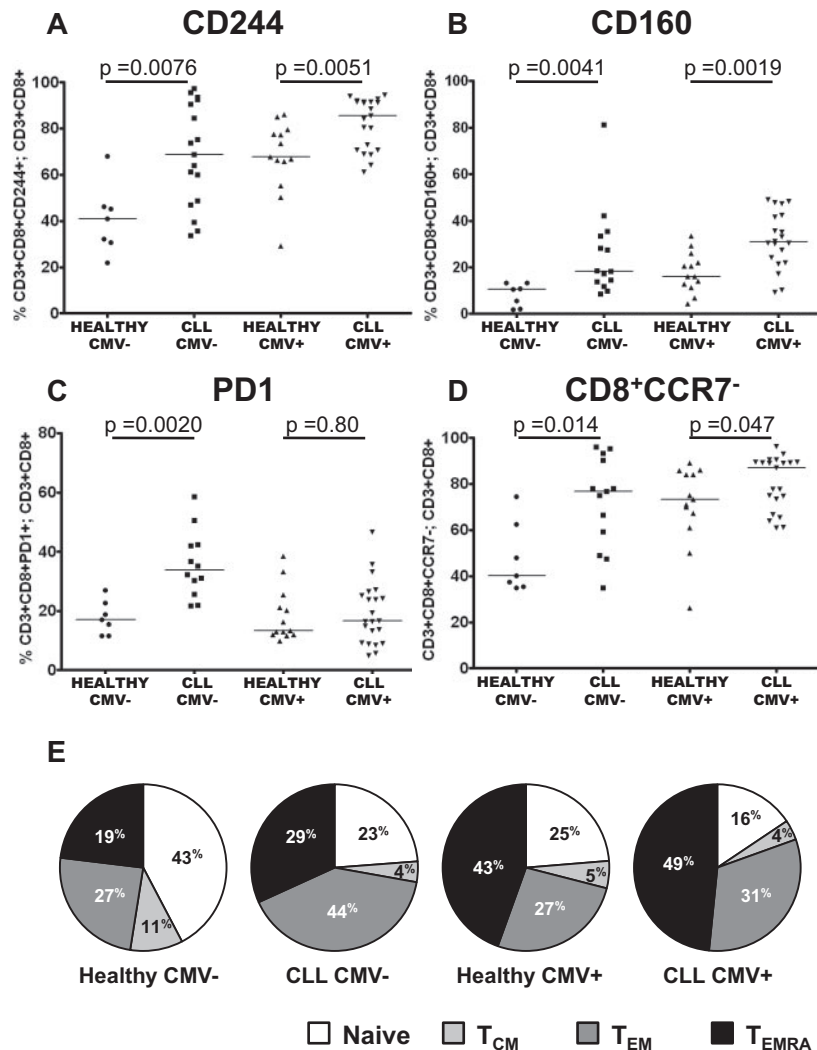 A CD244
p =0.0076 p =0.0051
% CD3+CD8+CD244+; CD3+CD8+
100
80
60
40
20
0
HEALTHY CLL HEALTHY CLL
CMV- CMV- CMV+ CMV+
B CD160
p =0.0041 p =0.0019
% CD3+CD8+CD160+; CD3+CD8+
100
80
60
40
20
0
HEALTHY CLL HEALTHY CLL
CMV- CMV- CMV+ CMV+
C PD1
p =0.0020 p =0.80
% CD3+CD8+PD1+; CD3+CD8+
80
60
40
20
0
HEALTHY CLL HEALTHY CLL
CMV- CMV- CMV+ CMV+
D CD8⁺CCR7⁻
p =0.014 p =0.047
CD3+CD8+CCR7-; CD3+CD8+
100
80
60
40
20
0
HEALTHY CLL HEALTHY CLL
CMV- CMV- CMV+ CMV+
E
19% 43% 27% 11%
Healthy CMV-
29% 23% 4% 44%
CLL CMV-
43% 25% 5% 27%
Healthy CMV+
49% 16% 4% 31%
CLL CMV+
Naive T_CM T_EM T_EMRA